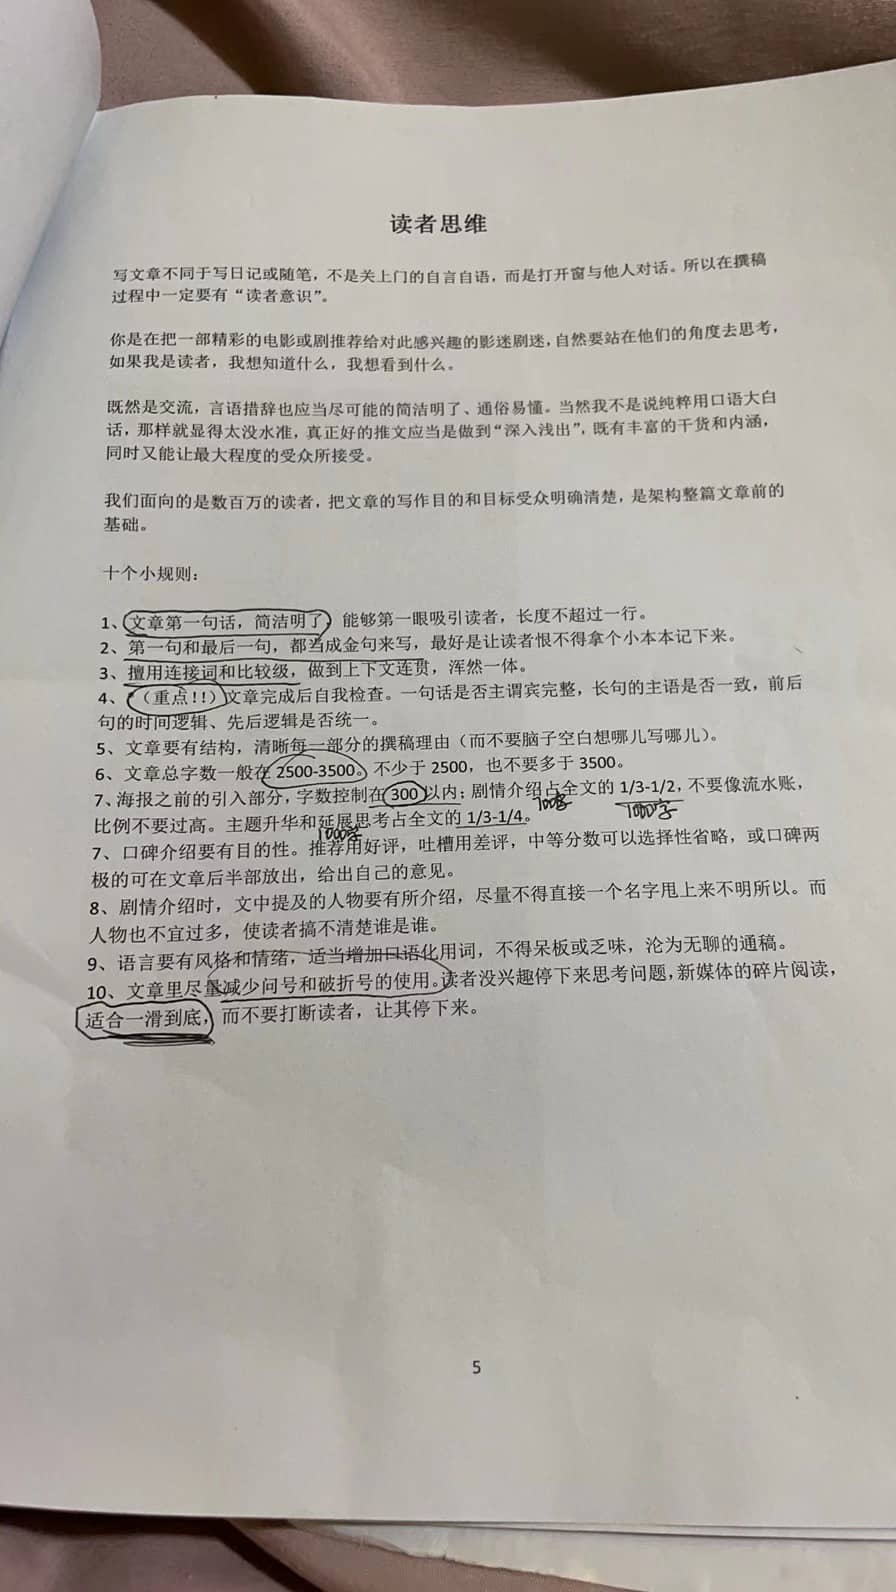 读者思维
写文章不同于写日记或随笔，不是关上门的自言自语，而是打开窗与他人对话。所以在撰稿
过程中一定要有“读者意识”。
你是在把一部精彩的电影或剧推荐给对此感兴趣的影迷剧迷，自然要站在他们的角度去思考，
如果我是读者，我想知道什么，我想看到什么。
既然是交流，言语措辞也应当尽可能的简洁明了、通俗易懂。当然我不是说纯粹用口语大白
话，那样就显得太没水准，真正好的推文应当是做到“深入浅出”，既有丰富的干货和内涵，
同时又能让最大程度的受众所接受。
我们面向的是数百万的读者，把文章的写作目的和目标受众明确清楚，是架构整篇文章前的
基础。
十个小规则：
1、文章第一句话，简洁明了，能够第一眼吸引读者，长度不超过一行。
2、第一句和最后一句，都当成金句来写，最好是让读者恨不得拿个小本本记下来。
3、擅用连接词和比较级，做到上下文连贯，浑然一体。
4、*（重点！！）文章完成后自我检查。一句话是否主谓宾完整，长句的主语是否一致，前后
句的时间逻辑、先后逻辑是否统一。
5、文章要有结构，清晰每一部分的撰稿理由（而不要脑子空白想哪儿写哪儿）。
6、文章总字数一般在 2500-3500。不少于 2500，也不要多于 3500。
7、海报之前的引入部分，字数控制在 300 以内；剧情介绍占全文的 1/3-1/2，不要像流水账，
700字 1000字
比例不要过高。主题升华和延展思考占全文的 1/3-1/4。
1000字
7、口碑介绍要有目的性。推荐用好评，吐槽用差评，中等分数可以选择性省略，或口碑两
极的可在文章后半部放出，给出自己的意见。
8、剧情介绍时，文中提及的人物要有所介绍，尽量不得直接一个名字甩上来不明所以。而
人物也不宜过多，使读者搞不清楚谁是谁。
9、语言要有风格和情绪，适当增加口语化用词，不得呆板或乏味，沦为无聊的通稿。
10、文章里尽量减少问号和破折号的使用。读者没兴趣停下来思考问题，新媒体的碎片阅读，
适合一滑到底，而不要打断读者，让其停下来。
5